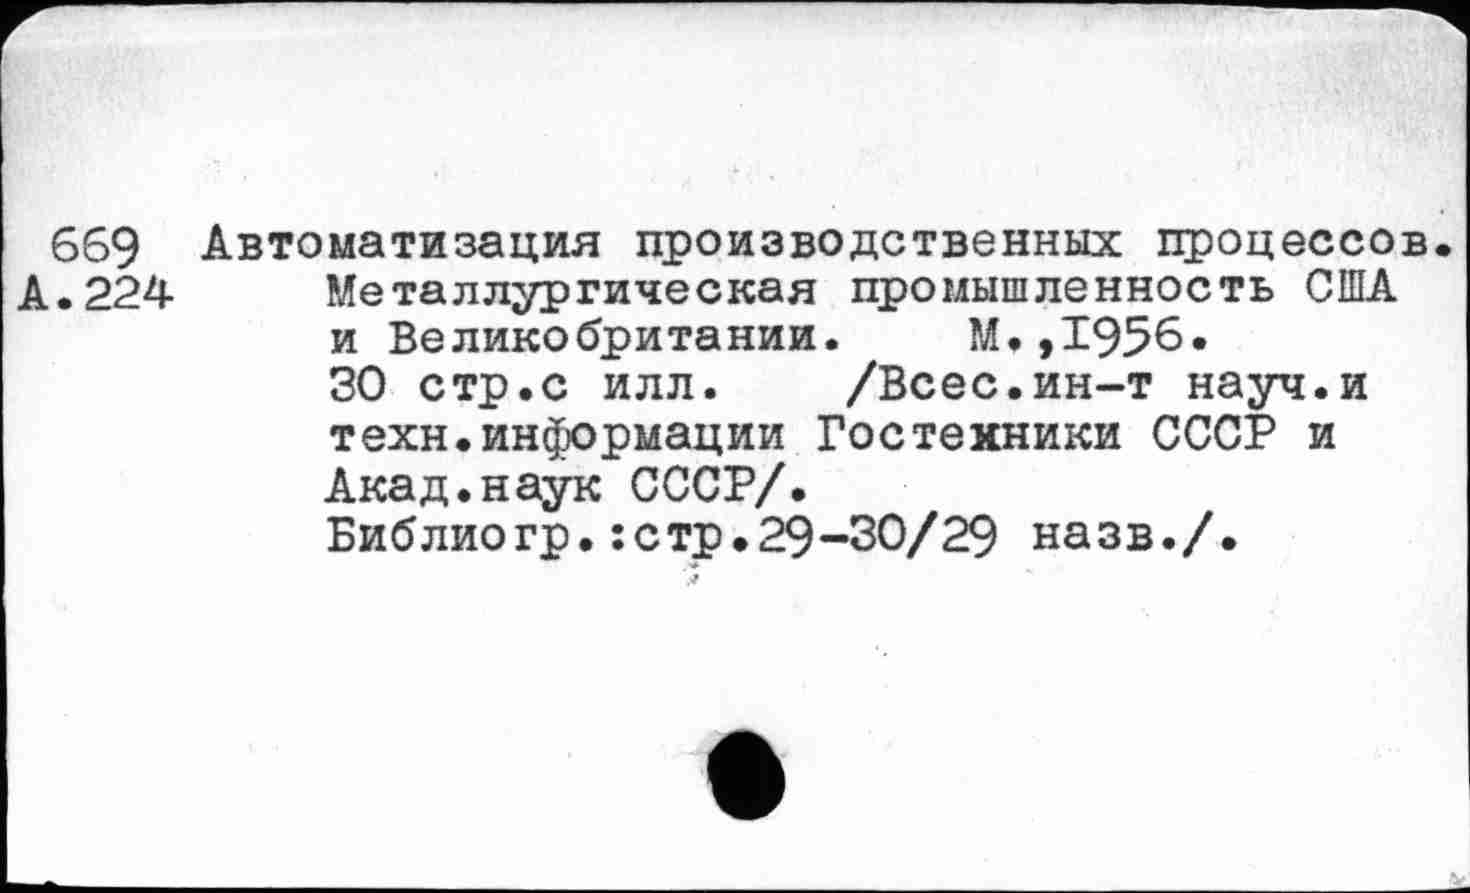 669 Автоматизация производственных процессов.
А.224 Металлургическая промышленность США
и Великобритании. М.,1956.
30 стр.с илл. /Всес.ин-т науч.и
техн.информации Гостехники СССР и
Акад.наук СССР/.
Библиогр.:стр.29-30/29 назв./.